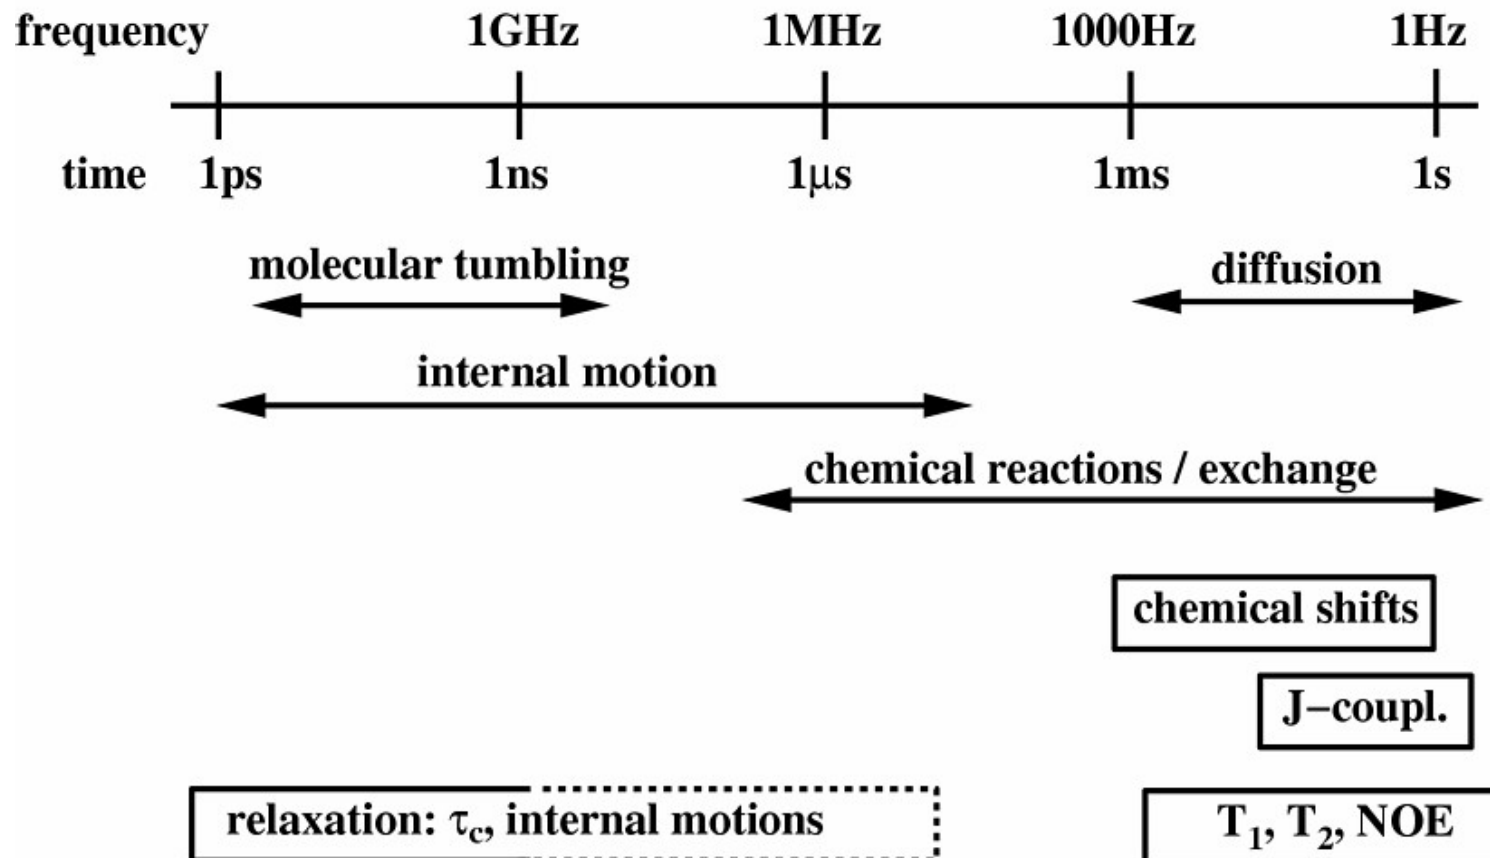 frequency 1GHz 1MHz 1000Hz 1Hz
time 1ps 1ns 1μs 1ms 1s
molecular tumbling
diffusion
internal motion
chemical reactions / exchange
chemical shifts
J−coupl.
relaxation: τc, internal motions
T1, T2, NOE